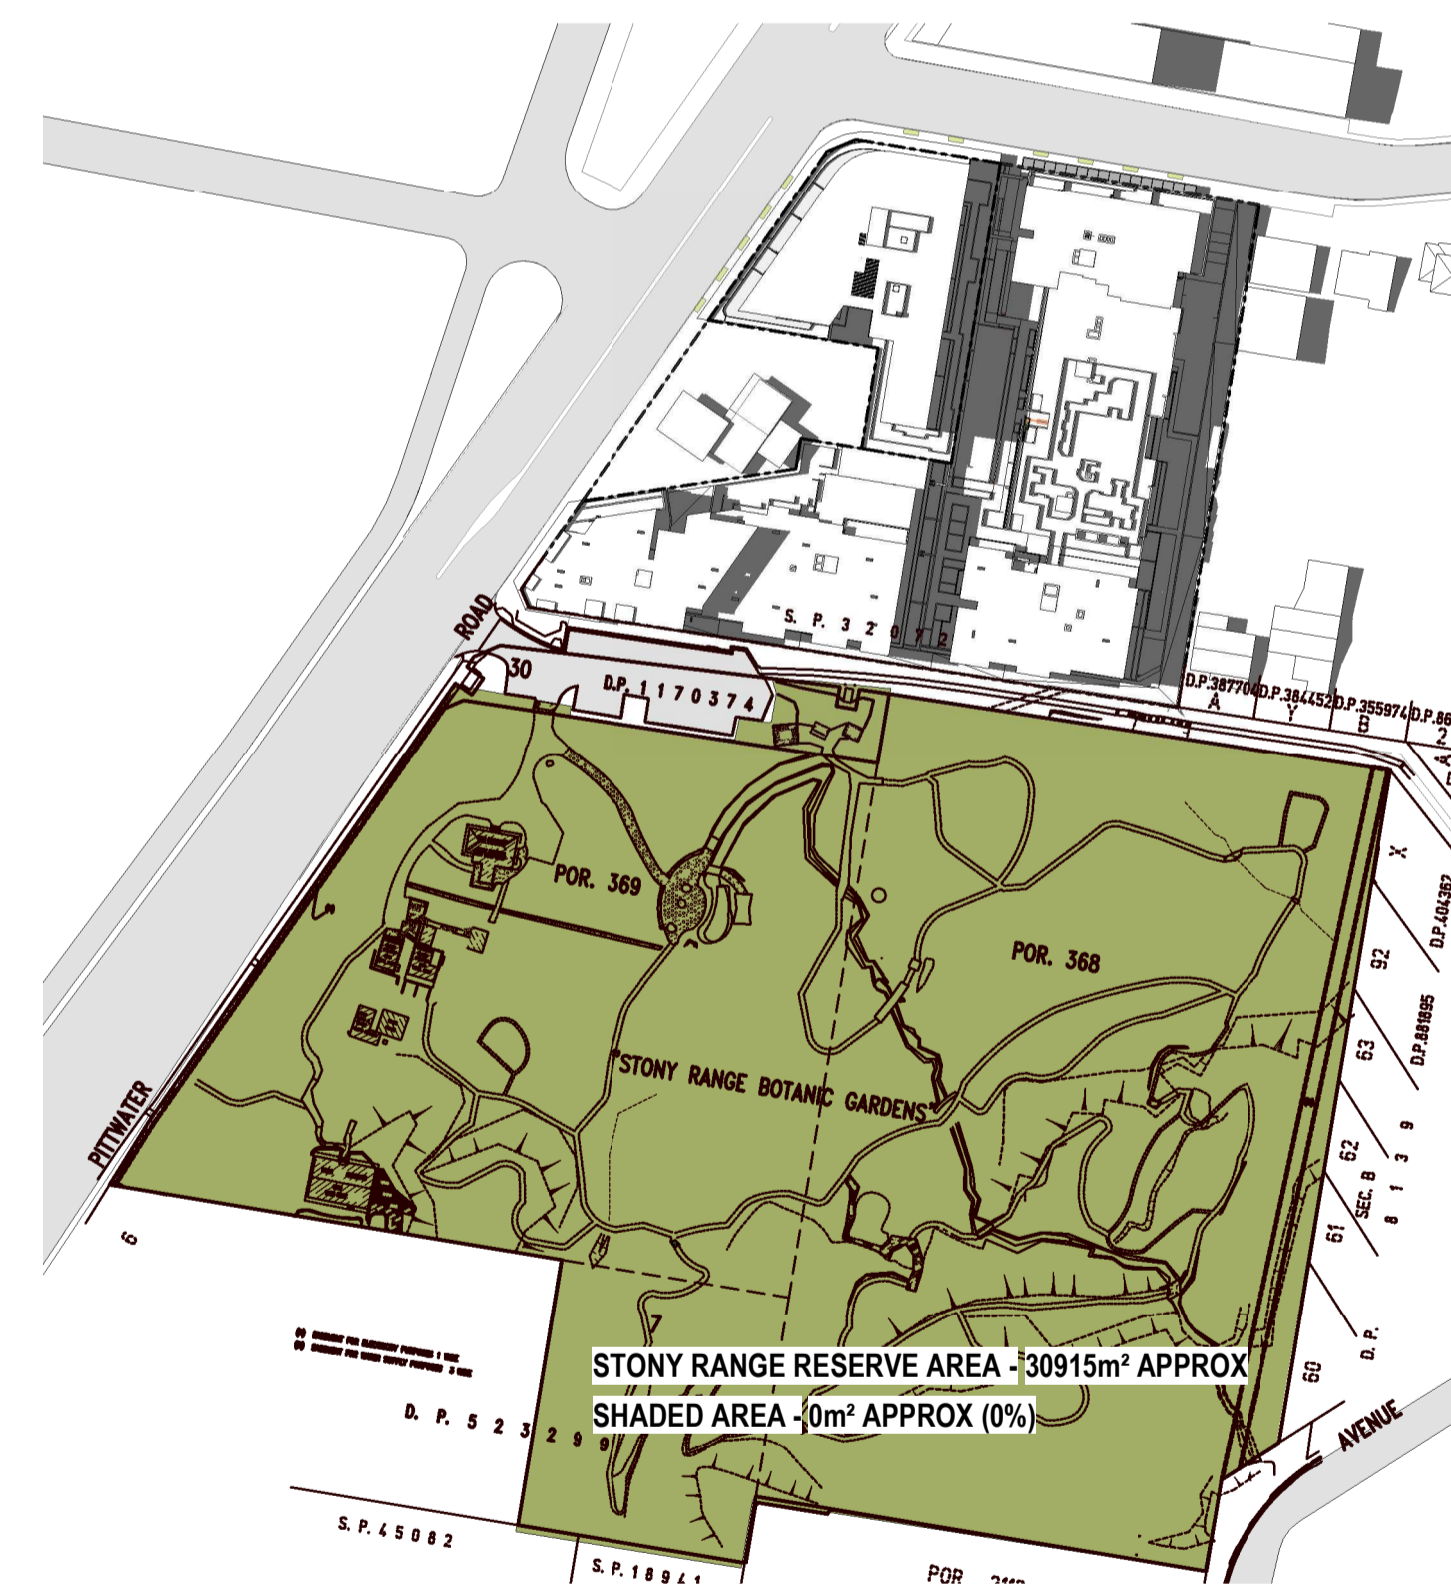 ROAD
30
D.P. 1170374
S. P. 32072
D.P.387704
D.P.384452
D.P.355974
D.P.86
A
Y
B
2
A
POR. 369
POR. 368
X
D.P.404362
92
"STONY RANGE BOTANIC GARDENS"
D.P.881895
63
PITTWATER
62
SEC. B
8 1 3 9
61
6
7
D. P.
60
STONY RANGE RESERVE AREA - 30915m² APPROX
SHADED AREA - 0m² APPROX (0%)
D. P. 523299
AVENUE
S. P. 45082
S. P. 18941
POR.